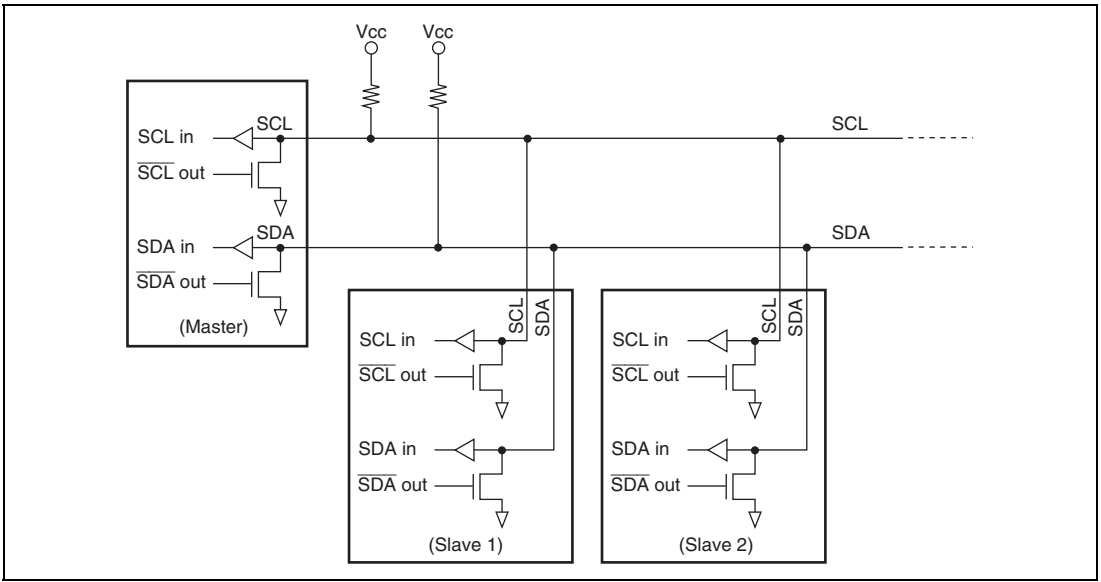 Vcc Vcc
SCL in SCL SCL
SCL out
SDA in SDA SDA
SDA out
(Master)
SCL SDA SCL SDA
SCL in SCL in
SCL out SCL out
SDA in SDA in
SDA out SDA out
(Slave 1) (Slave 2)